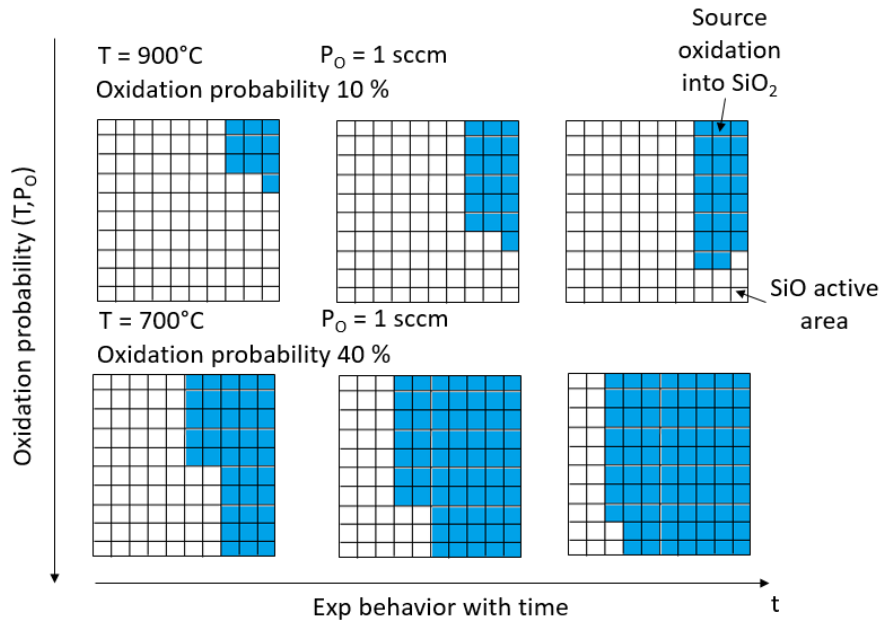 Source
oxidation
into SiO₂
T = 900°C P_O = 1 sccm
Oxidation probability 10 %
Oxidation probability (T,P_O)
SiO active
area
T = 700°C P_O = 1 sccm
Oxidation probability 40 %
Exp behavior with time
t